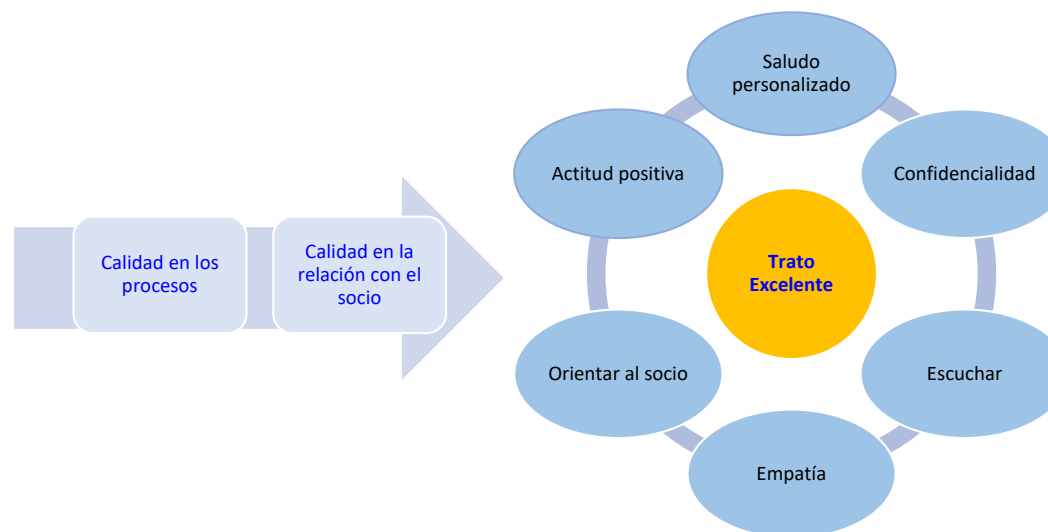 Calidad en los
procesos
Calidad en la
relación con el
socio
Saludo
personalizado
Confidencialidad
Escuchar
Empatía
Orientar al socio
Actitud positiva
Trato
Excelente